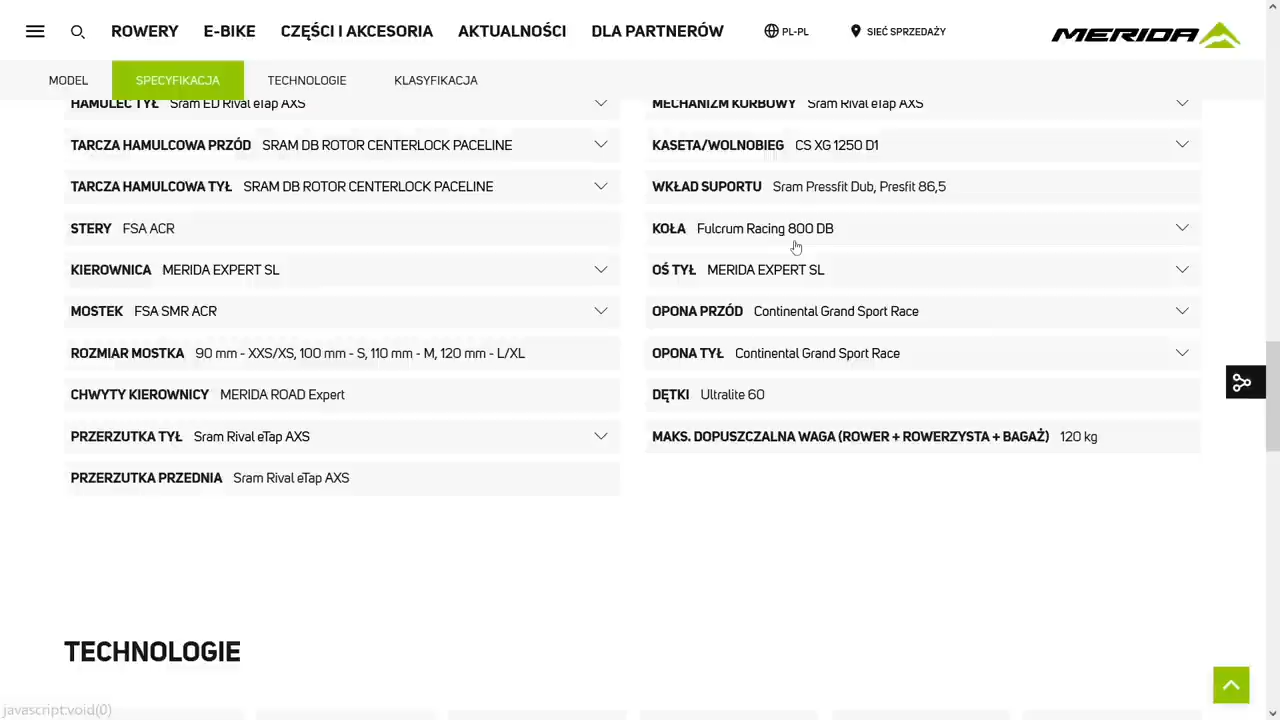 ROWERY E-BIKE CZĘŚCI I AKCESORIA AKTUALNOŚCI DLA PARTNERÓW PL-PL SIEĆ SPRZEDAŻY MERIDA
MODEL SPECYFIKACJA TECHNOLOGIE KLASYFIKACJA
HAMULEC TYŁ Sram ED Rival eTap AXS
TARCZA HAMULCOWA PRZÓD SRAM DB ROTOR CENTERLOCK PACELINE
TARCZA HAMULCOWA TYŁ SRAM DB ROTOR CENTERLOCK PACELINE
STERY FSA ACR
KIEROWNICA MERIDA EXPERT SL
MOSTEK FSA SMR ACR
ROZMIAR MOSTKA 90 mm - XXS/XS, 100 mm - S, 110 mm - M, 120 mm - L/XL
CHWYTY KIEROWNICY MERIDA ROAD Expert
PRZERZUTKA TYŁ Sram Rival eTap AXS
PRZERZUTKA PRZEDNIA Sram Rival eTap AXS
MECHANIZM KORBOWY Sram Rival eTap AXS
KASETA/WOLNOBIEG CS XG 1250 D1
WKŁAD SUPORTU Sram Pressfit Dub, Presfit 86,5
KOŁA Fulcrum Racing 800 DB
OŚ TYŁ MERIDA EXPERT SL
OPONA PRZÓD Continental Grand Sport Race
OPONA TYŁ Continental Grand Sport Race
DĘTKI Ultralite 60
MAKS. DOPUSZCZALNA WAGA (ROWER + ROWERZYSTA + BAGAŻ) 120 kg
TECHNOLOGIE
javascript:void(0)